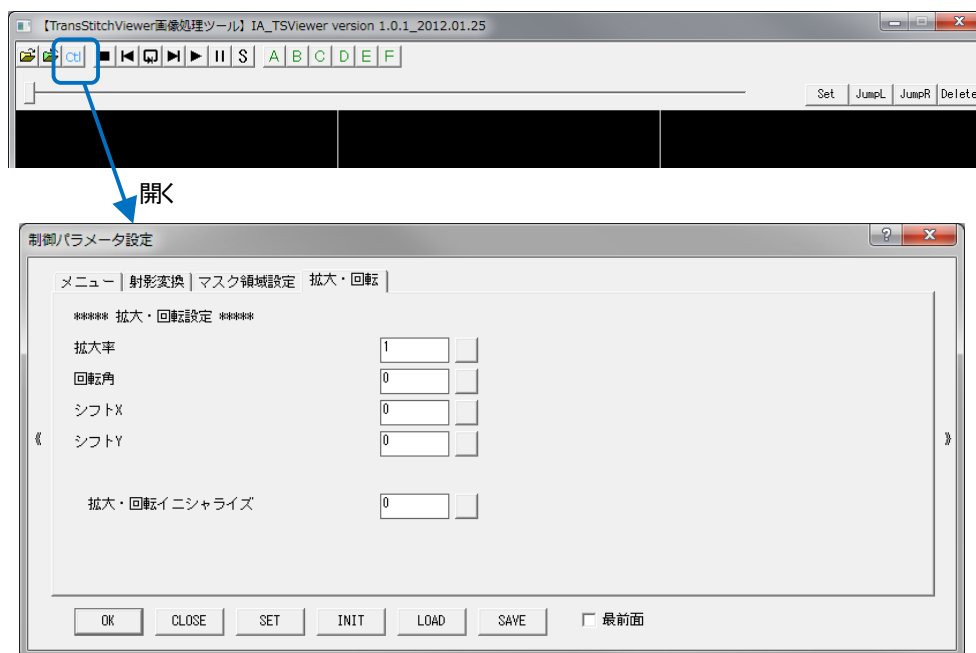 【TransStitchViewer画像処理ツール】IA_TSViewer version 1.0.1_2012.01.25
Ctl S A B C D E F
Set JumpL JumpR Delete
開く
制御パラメータ設定
メニュー 射影変換 マスク領域設定 拡大・回転
***** 拡大・回転設定 *****
拡大率 1
回転角 0
シフトX 0
シフトY 0
拡大・回転イニシャライズ 0
OK CLOSE SET INIT LOAD SAVE 最前面